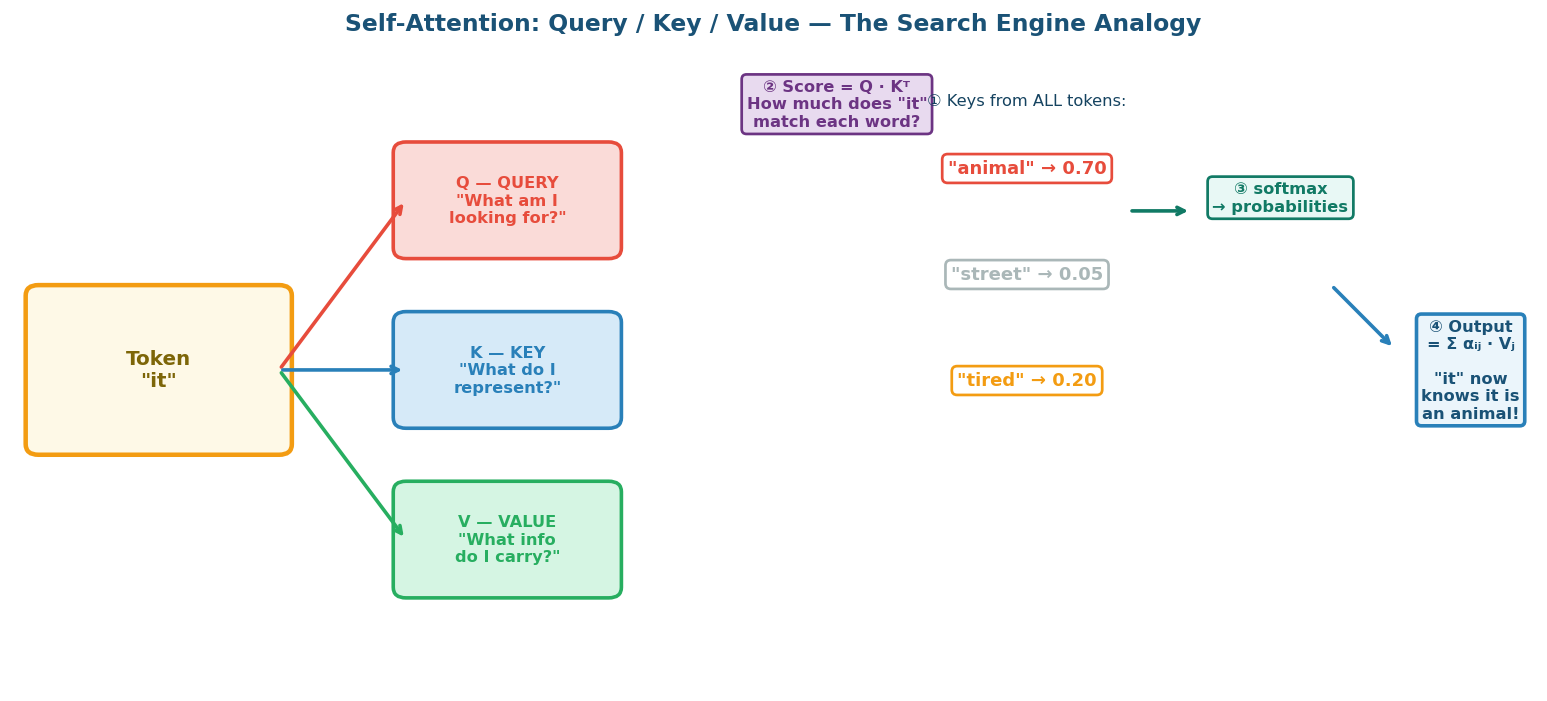 Self-Attention: Query / Key / Value — The Search Engine Analogy
② Score = Q · Kᵀ
How much does "it"
match each word?
① Keys from ALL tokens:
"animal" → 0.70
"street" → 0.05
"tired" → 0.20
Q — QUERY
"What am I
looking for?"
Token
"it"
K — KEY
"What do I
represent?"
V — VALUE
"What info
do I carry?"
③ softmax
→ probabilities
④ Output
= Σ αᵢⱼ · Vⱼ
"it" now
knows it is
an animal!